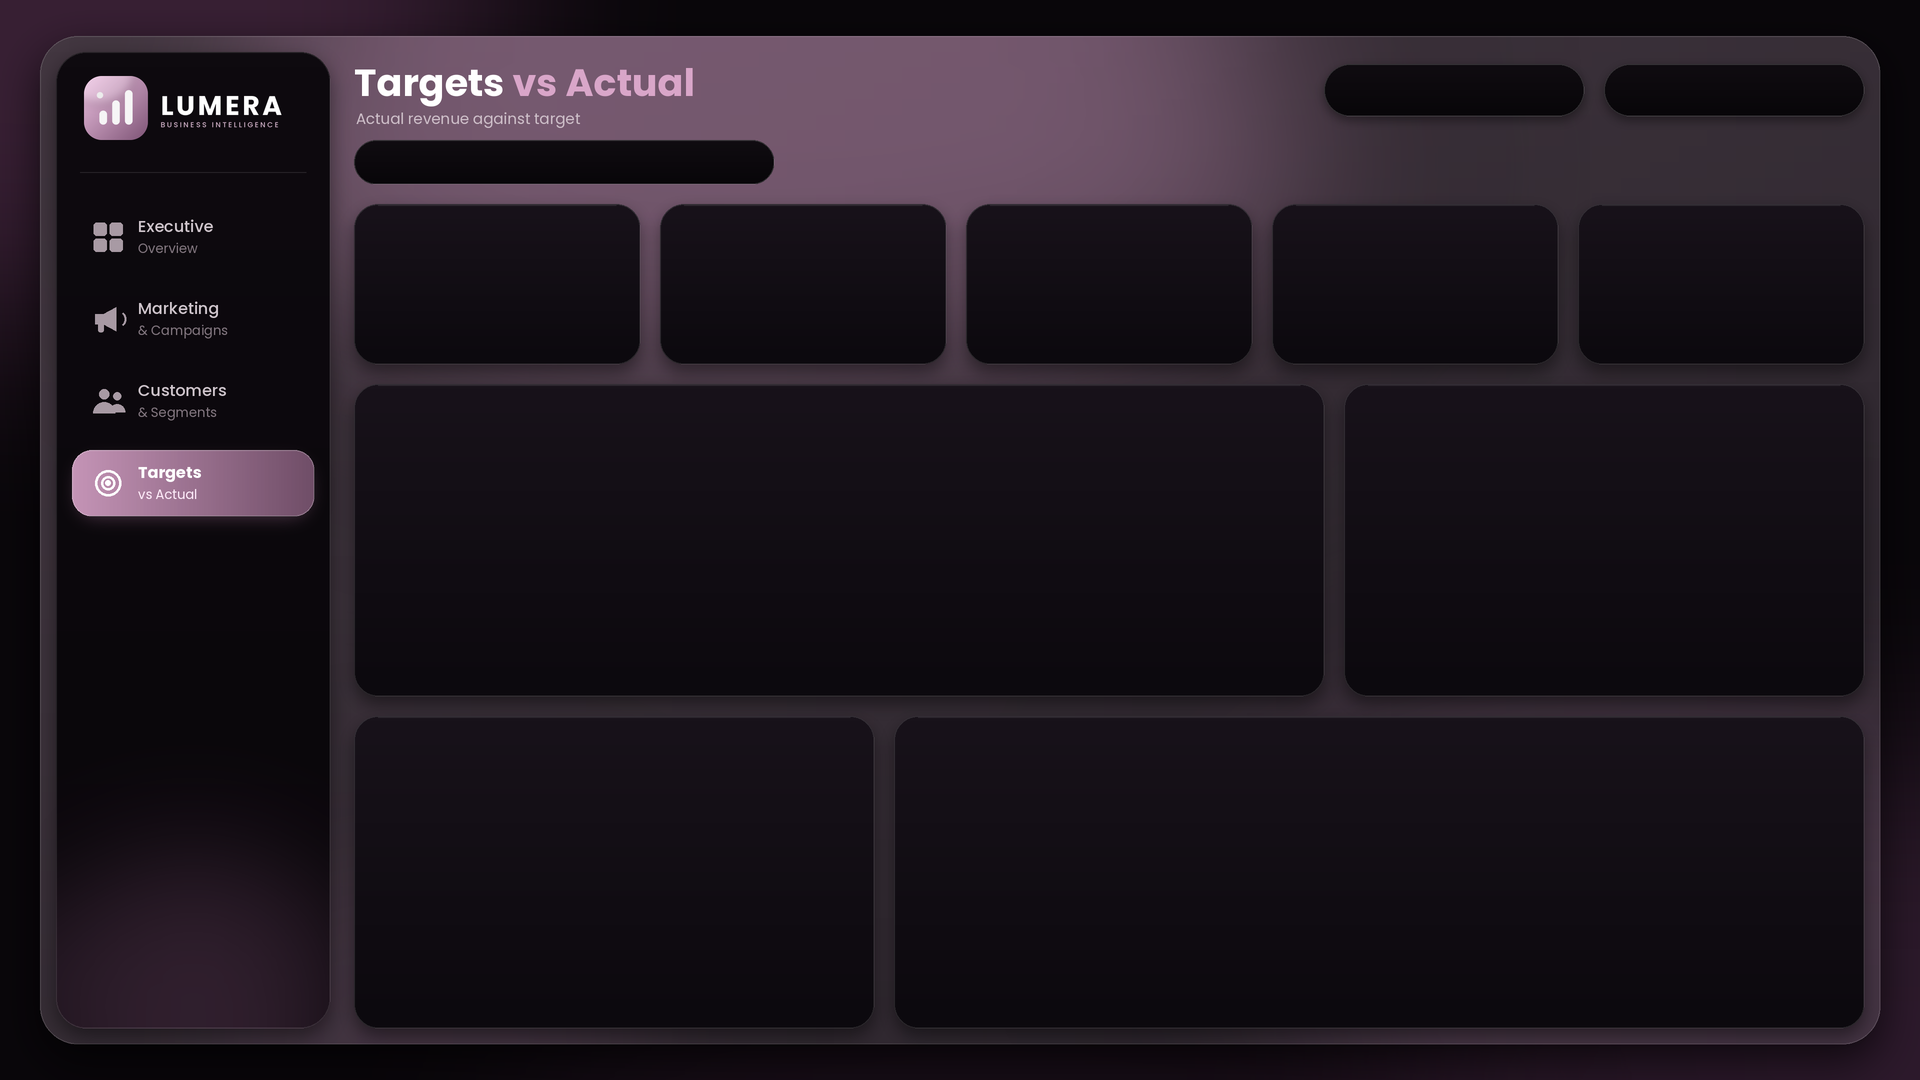 LUMERA
BUSINESS INTELLIGENCE
Executive
Overview
Marketing
& Campaigns
Customers
& Segments
Targets
vs Actual
Targets vs Actual
Actual revenue against target